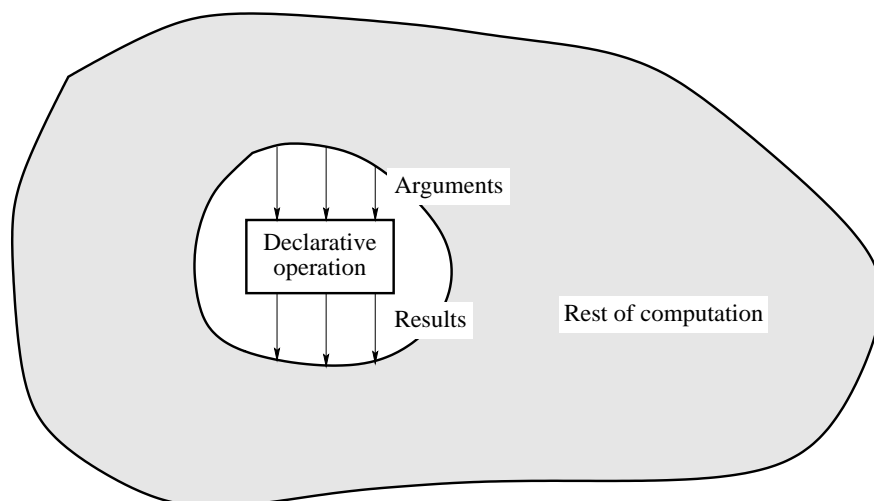 Arguments
Declarative
operation
Results
Rest of computation